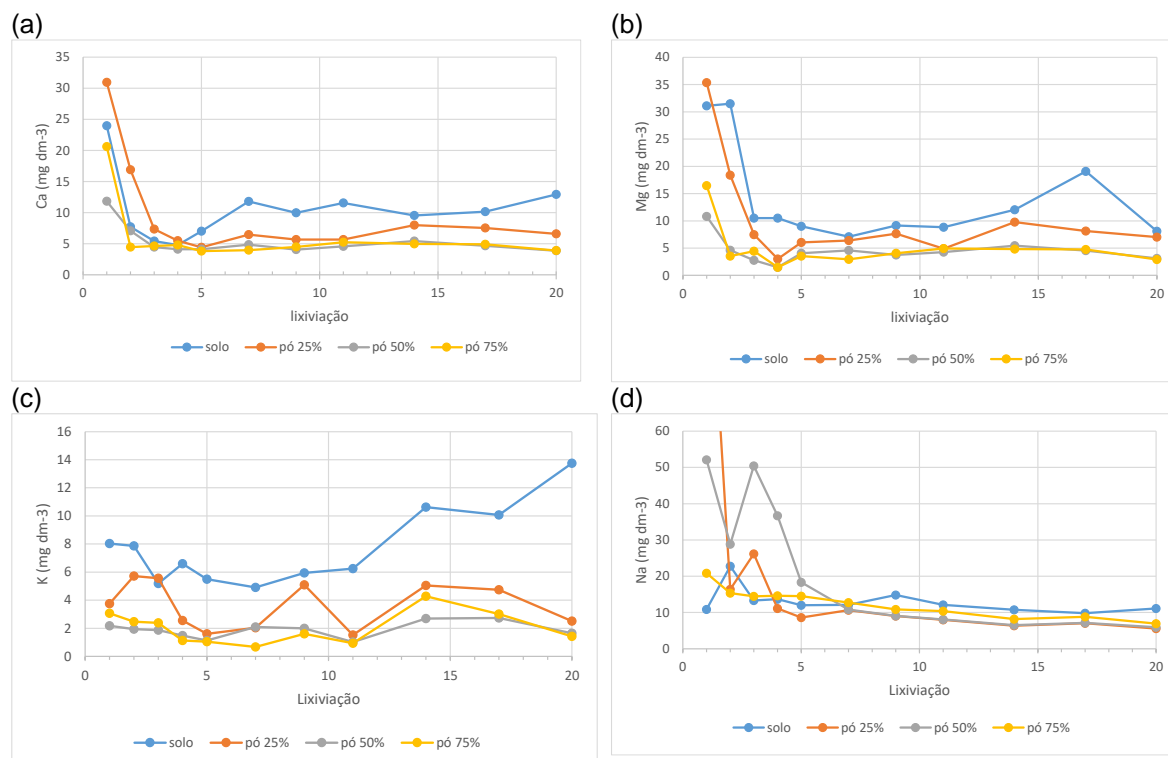 (a)
Ca (mg dm-3)
35
30
25
20
15
10
5
0
0 5 10 15 20
lixiviação
solo pó 25% pó 50% pó 75%
(b)
Mg (mg dm-3)
40
35
30
25
20
15
10
5
0
0 5 10 15 20
lixiviação
solo pó 25% pó 50% pó 75%
(c)
K (mg dm-3)
16
14
12
10
8
6
4
2
0
0 5 10 15 20
Lixiviação
solo pó 25% pó 50% pó 75%
(d)
Na (mg dm-3)
60
50
40
30
20
10
0
0 5 10 15 20
Lixiviação
solo pó 25% pó 50% pó 75%